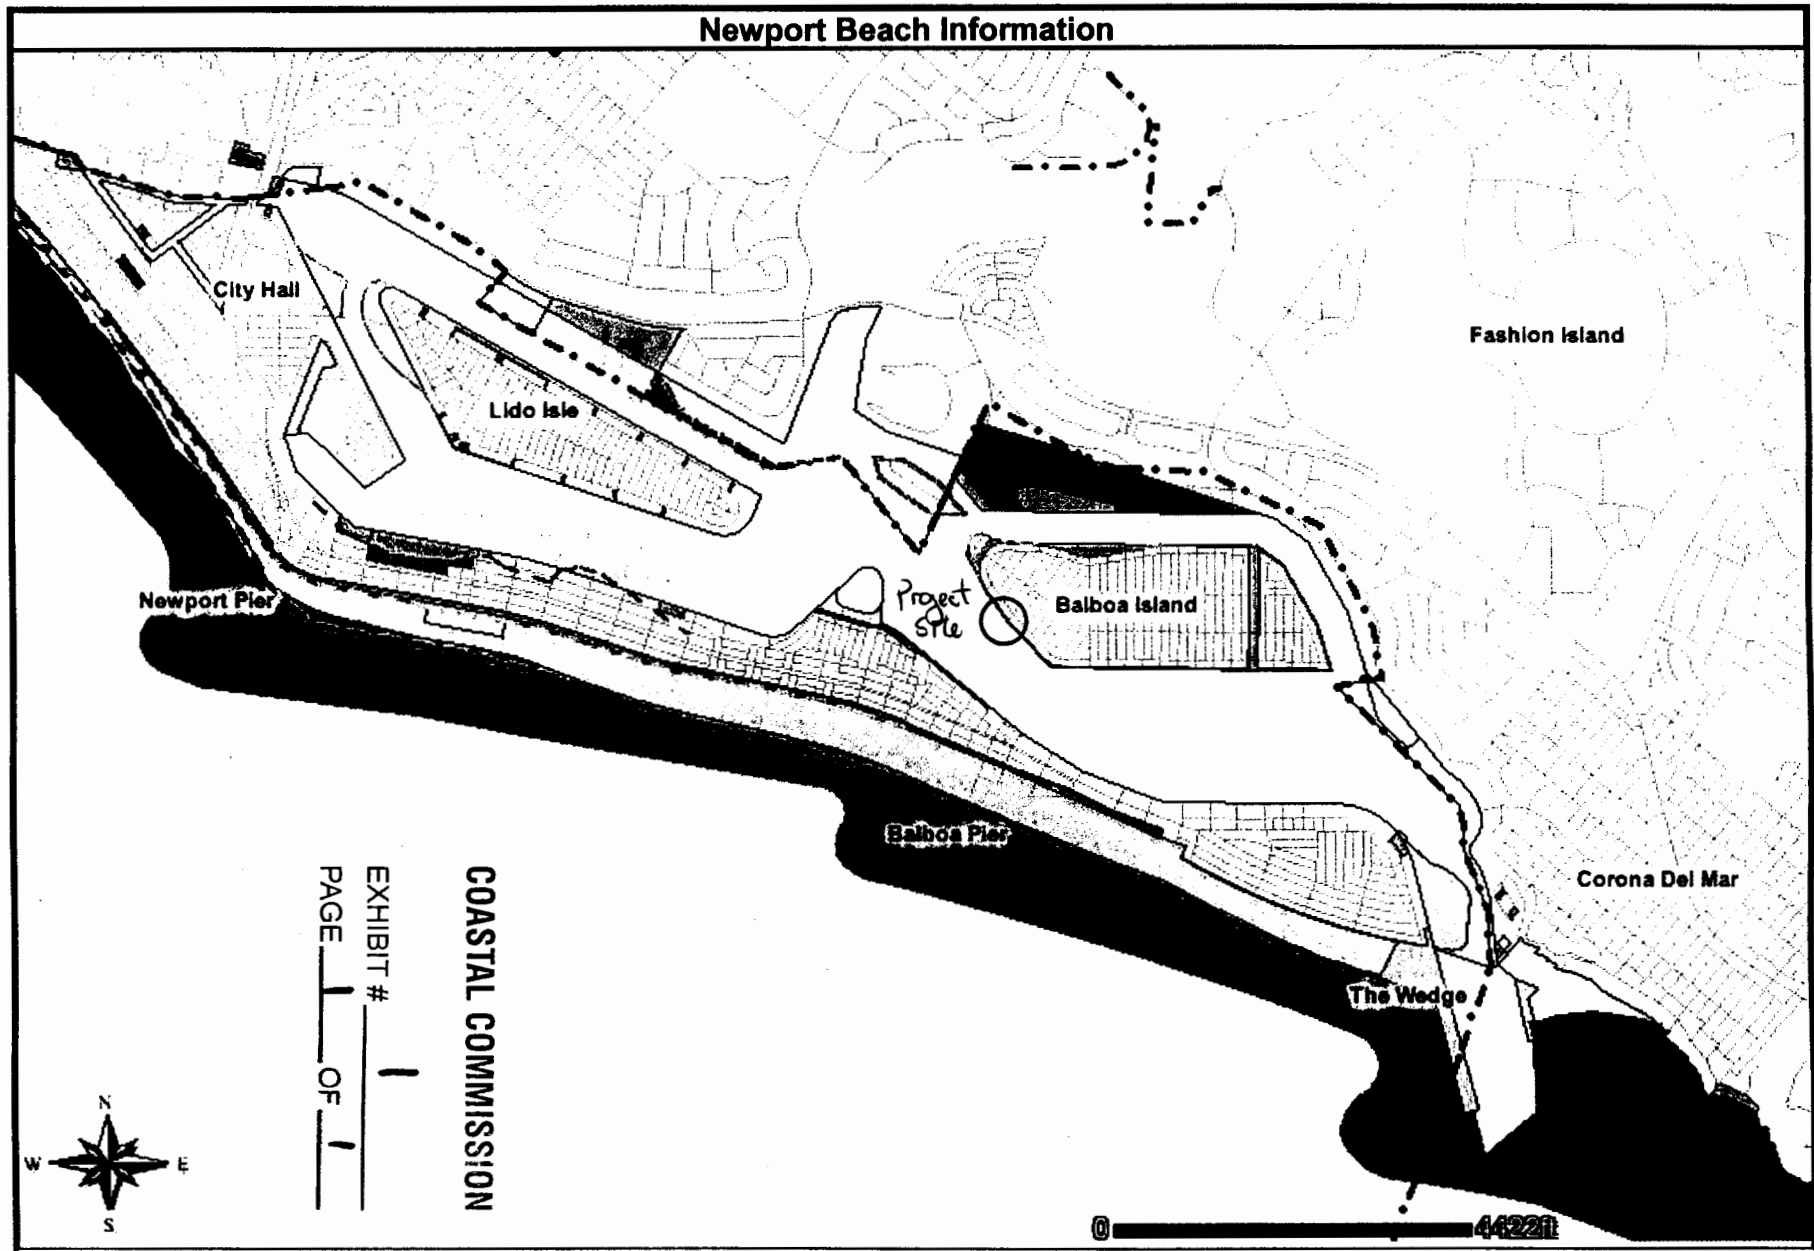 Newport Beach Information
City Hall
Fashion Island
Lido Isle
Newport Pier
Project
Site
Balboa Island
Balboa Pier
Corona Del Mar
The Wedge
COASTAL COMMISSION
EXHIBIT # 1
PAGE 1 OF 1
N
W E
S
0 4422ft